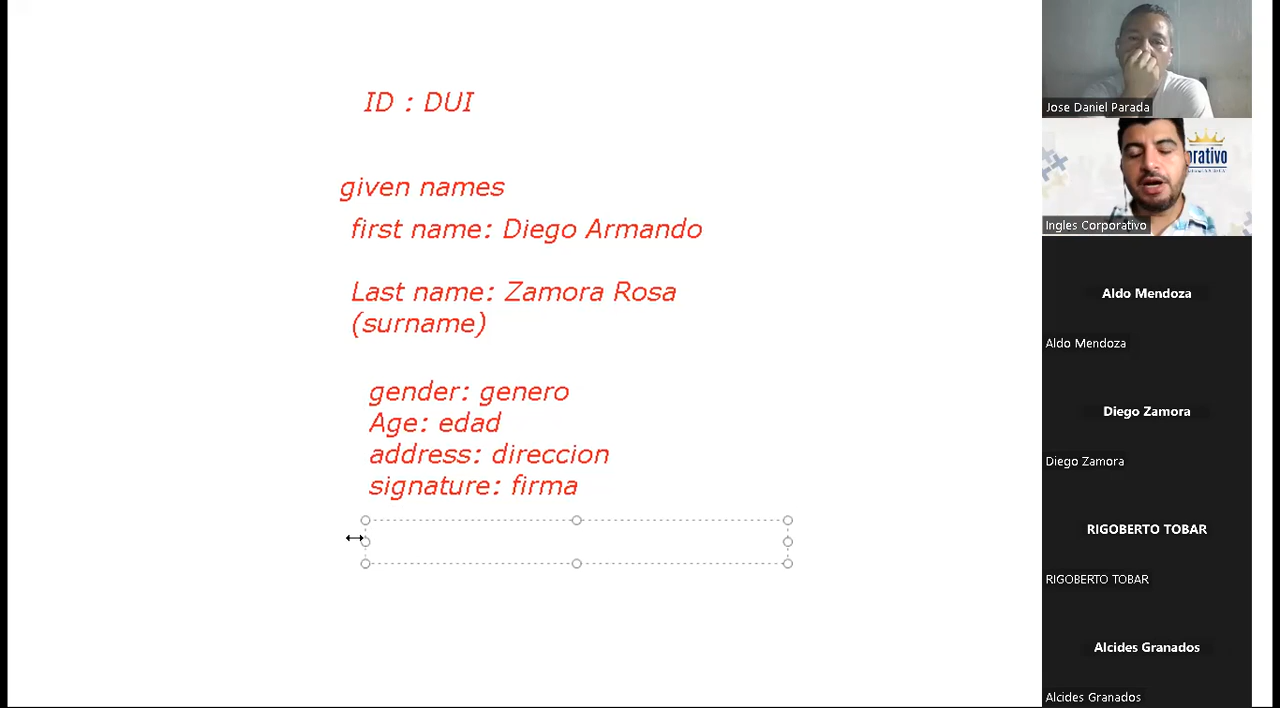 ID : DUI
given names
first name: Diego Armando
Last name: Zamora Rosa
(surname)
gender: genero
Age: edad
address: direccion
signature: firma
Jose Daniel Parada
orativo
Ingles Corporativo
Aldo Mendoza
Aldo Mendoza
Diego Zamora
Diego Zamora
RIGOBERTO TOBAR
RIGOBERTO TOBAR
Alcides Granados
Alcides Granados